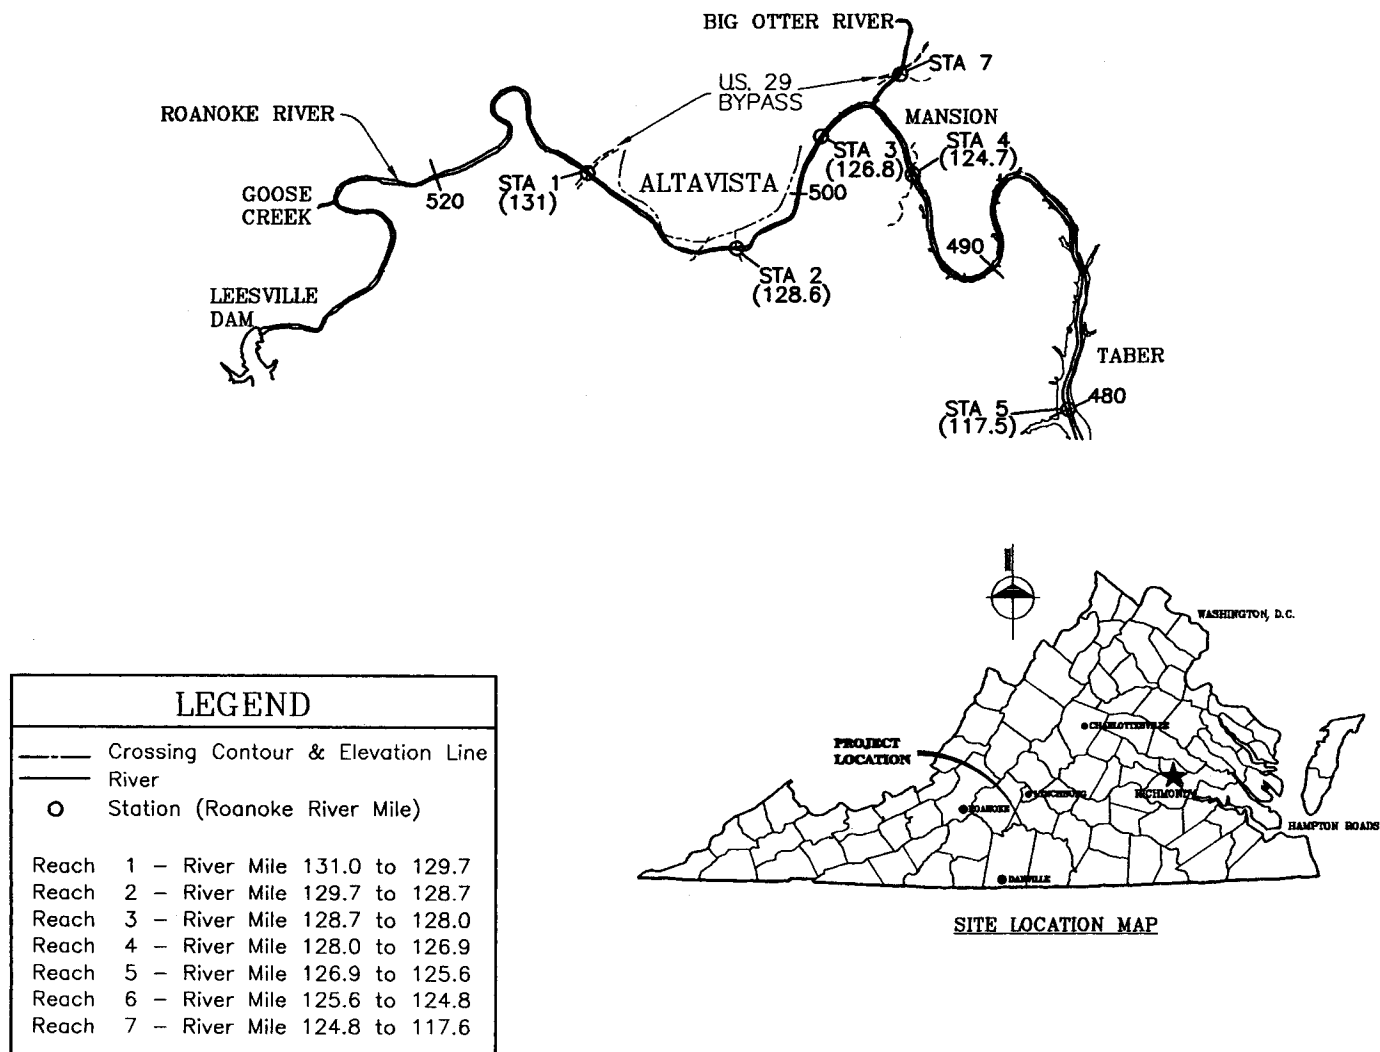 BIG OTTER RIVER
STA 7
U.S. 29
BYPASS
ROANOKE RIVER
MANSION
STA 3
(126.8)
STA 4
(124.7)
GOOSE
CREEK
520
STA 1
(131)
ALTAVISTA
500
490
STA 2
(128.6)
LEESVILLE
DAM
TABER
480
STA 5
(117.5)
LEGEND
Crossing Contour & Elevation Line
River
Station (Roanoke River Mile)
Reach 1 – River Mile 131.0 to 129.7
Reach 2 – River Mile 129.7 to 128.7
Reach 3 – River Mile 128.7 to 128.0
Reach 4 – River Mile 128.0 to 126.9
Reach 5 – River Mile 126.9 to 125.6
Reach 6 – River Mile 125.6 to 124.8
Reach 7 – River Mile 124.8 to 117.6
WASHINGTON, D.C.
CHARLOTTESVILLE
PROJECT
LOCATION
ROANOKE
LYNCHBURG
RICHMOND
HAMPTON ROADS
DANVILLE
SITE LOCATION MAP